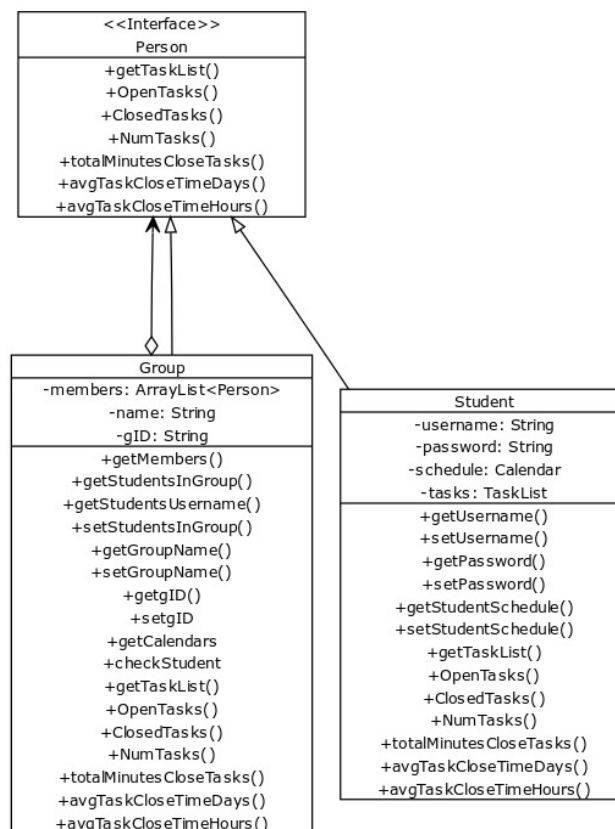 <<Interface>>
Person
+getTaskList()
+OpenTasks()
+ClosedTasks()
+NumTasks()
+totalMinutesCloseTasks()
+avgTaskCloseTimeDays()
+avgTaskCloseTimeHours()
Group
-members: ArrayList<Person>
-name: String
-gID: String
+getMembers()
+getStudentsInGroup()
+getStudentsUsername()
+setStudentsInGroup()
+getGroupName()
+setGroupName()
+getgID()
+setgID
+getCalendars
+checkStudent
+getTaskList()
+OpenTasks()
+ClosedTasks()
+NumTasks()
+totalMinutesCloseTasks()
+avgTaskCloseTimeDays()
+avgTaskCloseTimeHours()
Student
-username: String
-password: String
-schedule: Calendar
-tasks: TaskList
+getUsername()
+setUsername()
+getPassword()
+setPassword()
+getStudentSchedule()
+setStudentSchedule()
+getTaskList()
+OpenTasks()
+ClosedTasks()
+NumTasks()
+totalMinutesCloseTasks()
+avgTaskCloseTimeDays()
+avgTaskCloseTimeHours()